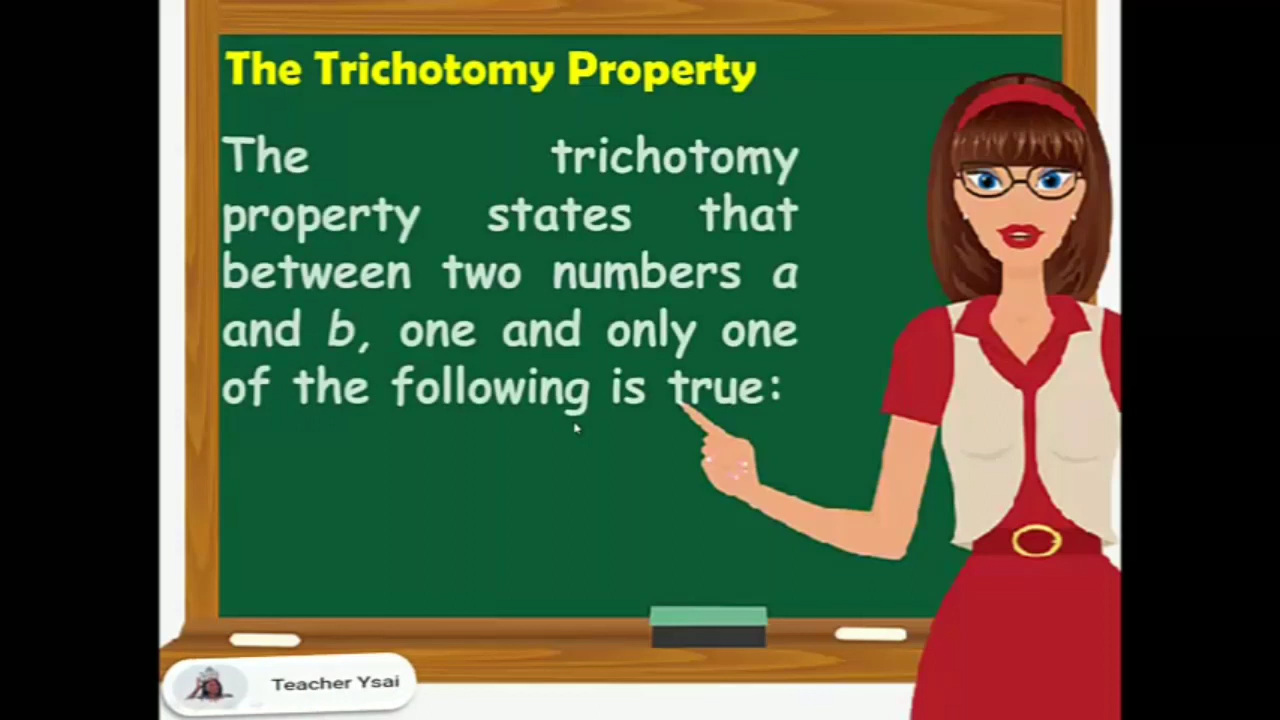 The Trichotomy Property
The trichotomy
property states that
between two numbers a
and b, one and only one
of the following is true:
Teacher Ysai